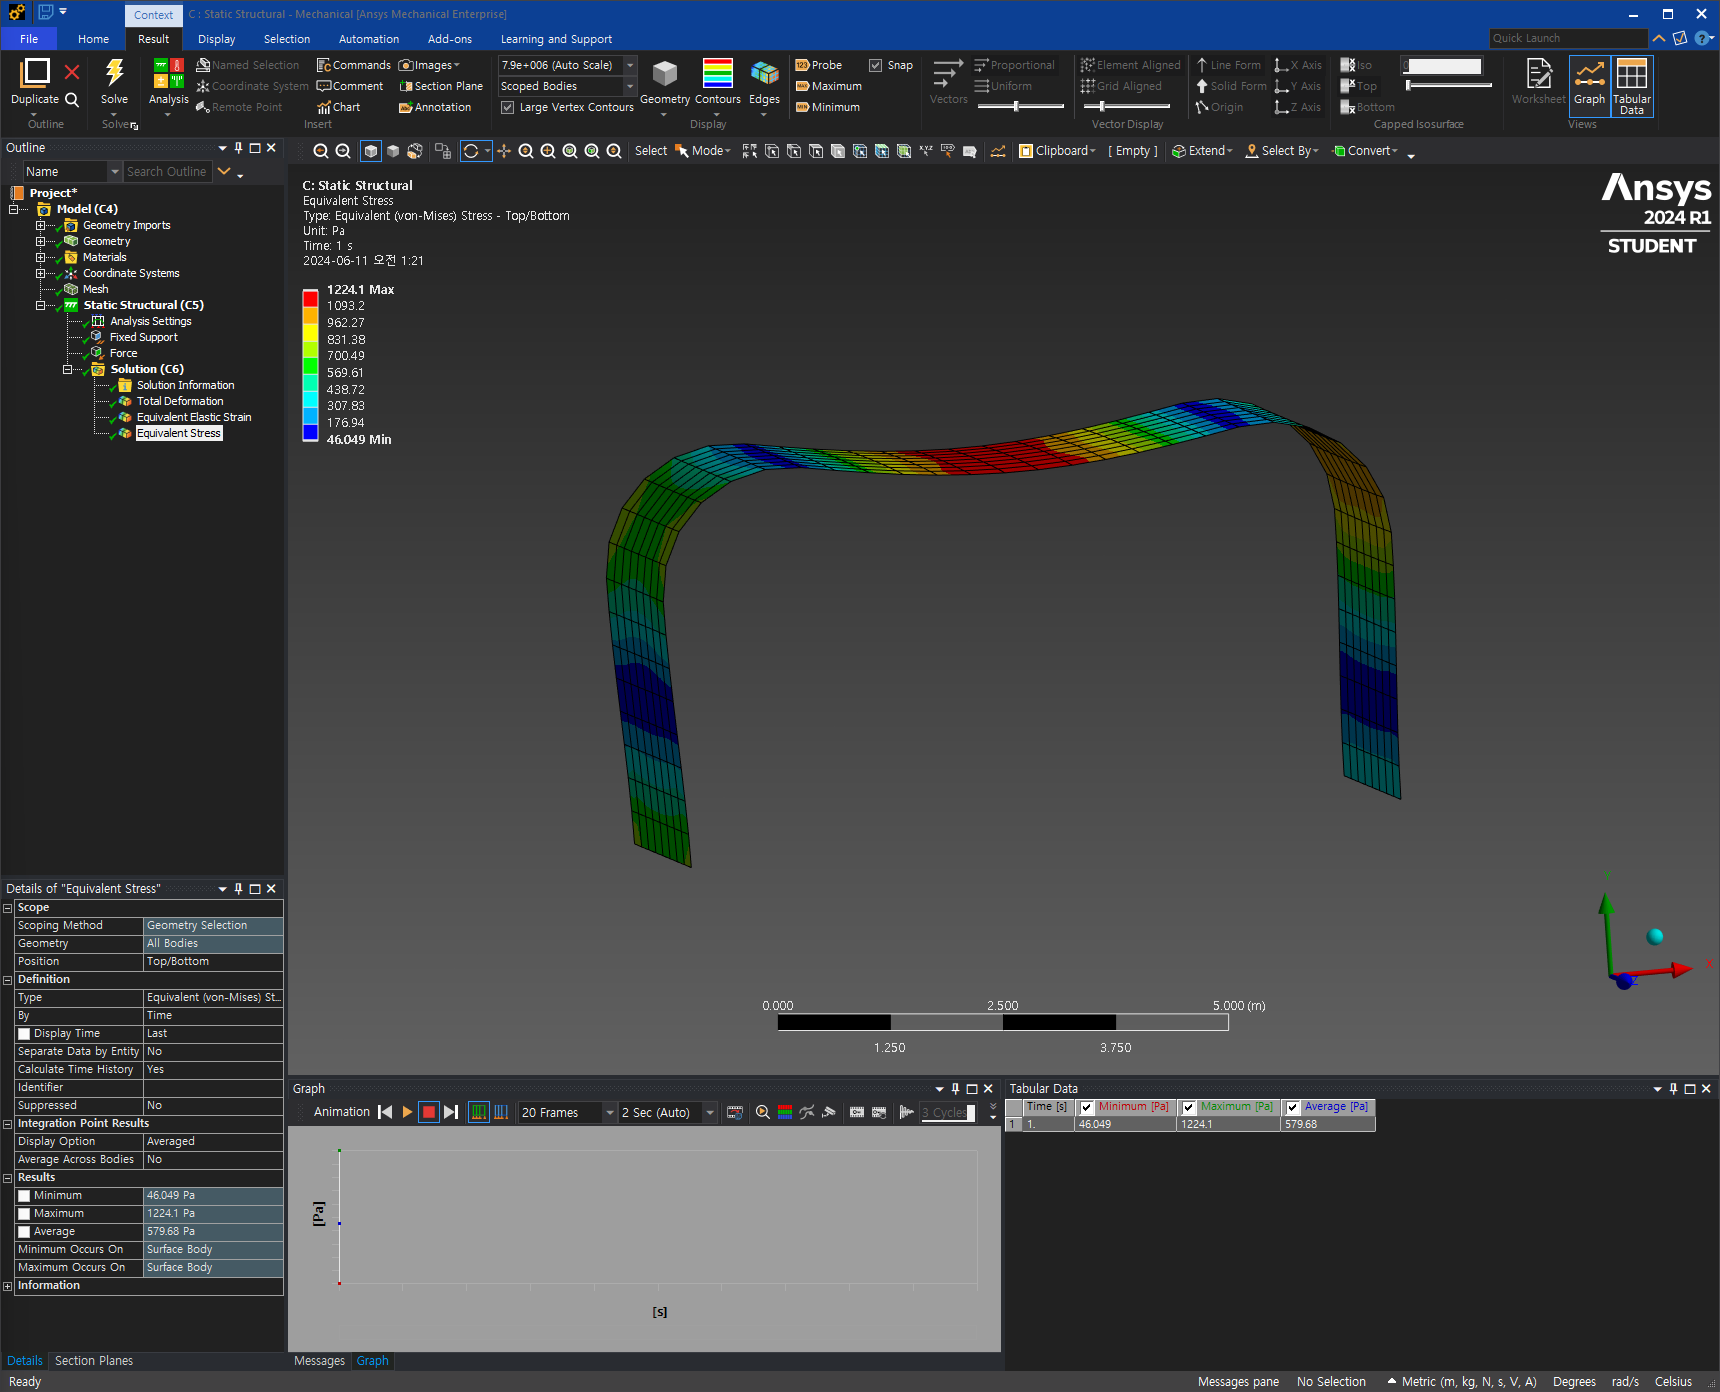 Context
C : Static Structural - Mechanical [Ansys Mechanical Enterprise]
File Home Result Display Selection Automation Add-ons Learning and Support
Quick Launch
Duplicate
Outline
Solve
Solver
Analysis
Named Selection
Coordinate System
Remote Point
Commands
Comment
Chart
Images
Section Plane
Annotation
Insert
7.9e+006 (Auto Scale)
Scoped Bodies
Large Vertex Contours
Geometry Contours Edges
Display
Probe
Maximum
Minimum
Snap
Vectors
Proportional
Uniform
Element Aligned
Grid Aligned
Line Form
Solid Form
Origin
X Axis
Y Axis
Z Axis
Vector Display
Iso
Top
Bottom
0
Capped Isosurface
Worksheet
Graph
Tabular
Data
Views
Outline
Name
Search Outline
Select Mode Clipboard [ Empty ] Extend Select By Convert
Project*
Model (C4)
Geometry Imports
Geometry
Materials
Coordinate Systems
Mesh
Static Structural (C5)
Analysis Settings
Fixed Support
Force
Solution (C6)
Solution Information
Total Deformation
Equivalent Elastic Strain
Equivalent Stress
C: Static Structural
Equivalent Stress
Type: Equivalent (von-Mises) Stress - Top/Bottom
Unit: Pa
Time: 1 s
2024-06-11 오전 1:21
1224.1 Max
1093.2
962.27
831.38
700.49
569.61
438.72
307.83
176.94
46.049 Min
Ansys
2024 R1
STUDENT
Y
Z
0.000 2.500 5.000 (m)
1.250 3.750
Details of "Equivalent Stress"
Scope
Scoping Method Geometry Selection
Geometry All Bodies
Position Top/Bottom
Definition
Type Equivalent (von-Mises) St...
By Time
Display Time Last
Separate Data by Entity No
Calculate Time History Yes
Identifier
Suppressed No
Integration Point Results
Display Option Averaged
Average Across Bodies No
Results
Minimum 46.049 Pa
Maximum 1224.1 Pa
Average 579.68 Pa
Minimum Occurs On Surface Body
Maximum Occurs On Surface Body
Information
Details Section Planes
Graph
Animation 20 Frames 2 Sec (Auto) 3 Cycles
[Pa]
[s]
Messages Graph
Tabular Data
Time [s] Minimum [Pa] Maximum [Pa] Average [Pa]
1 1. 46.049 1224.1 579.68
Ready
Messages pane No Selection Metric (m, kg, N, s, V, A) Degrees rad/s Celsius